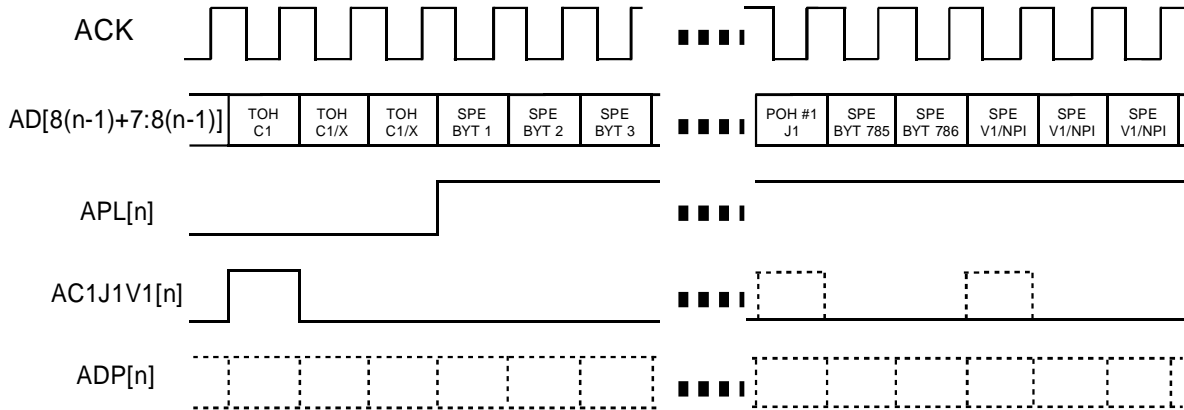 ACK
AD[8(n-1)+7:8(n-1)]
TOH
C1
TOH
C1/X
TOH
C1/X
SPE
BYT 1
SPE
BYT 2
SPE
BYT 3
POH #1
J1
SPE
BYT 785
SPE
BYT 786
SPE
V1/NPI
SPE
V1/NPI
SPE
V1/NPI
APL[n]
AC1J1V1[n]
ADP[n]